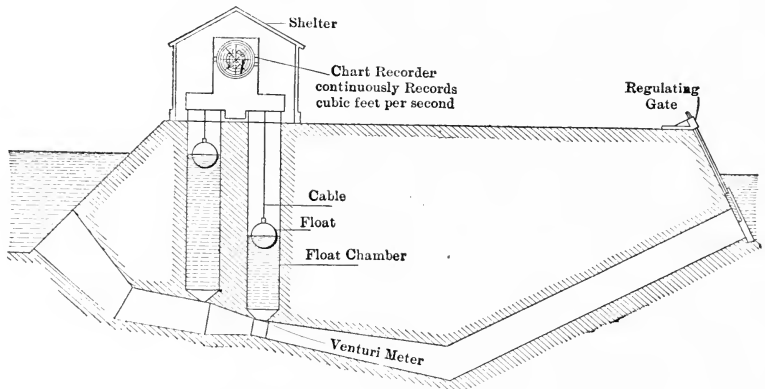 Shelter
Chart Recorder
continuously Records
cubic feet per second
Regulating
Gate
Cable
Float
Float Chamber
Venturi Meter